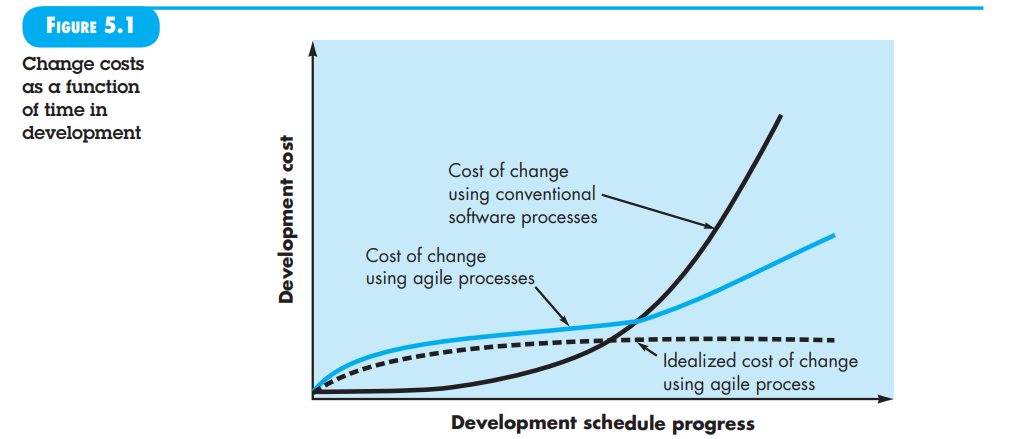 FIGURE 5.1
Change costs
as a function
of time in
development
Development cost
Cost of change
using conventional
software processes
Cost of change
using agile processes
Idealized cost of change
using agile process
Development schedule progress